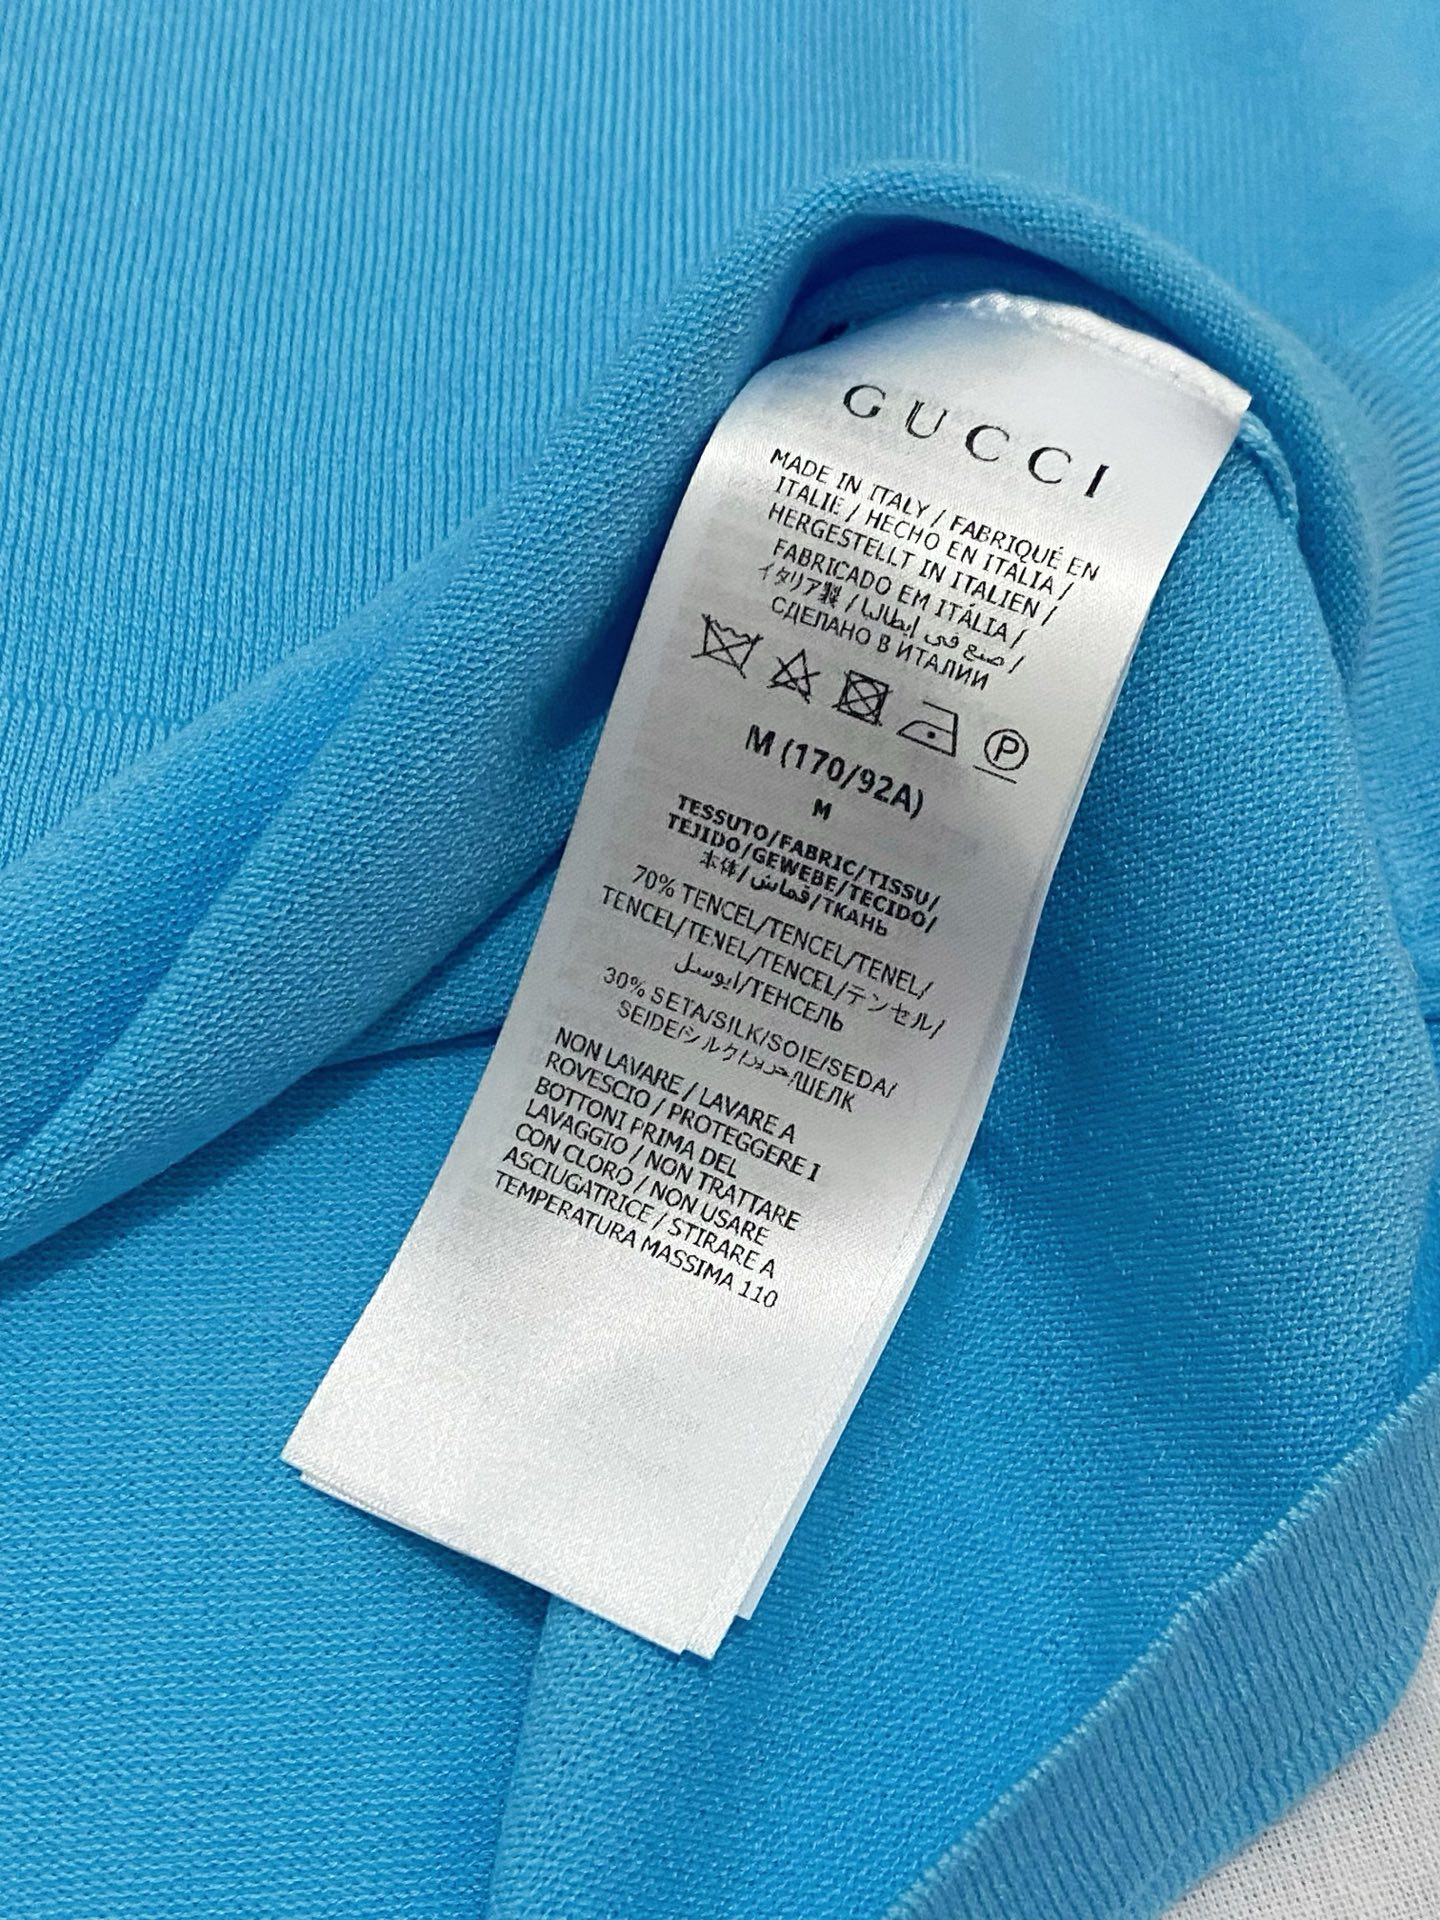 GUCCI
MADE IN ITALY / FABRIQUÉ EN
ITALIE / HECHO EN ITALIA /
HERGESTELLT IN ITALIEN /
FABRICADO EM ITÁLIA /
イタリア製 / صنع في إيطاليا /
СДЕЛАНО В ИТАЛИИ
P
M (170/92A)
M
TESSUTO/FABRIC/TISSU/
TEJIDO/GEWEBE/TECIDO/
本体/قماش/ТКАНЬ
70% TENCEL/TENCEL/TENEL/
TENCEL/TENEL/TENCEL/テンセル/
/ТЕНСЕЛЬ
30% SETA/SILK/SOIE/SEDA/
SEIDE/シルク/حرير/ШЕЛК
NON LAVARE / LAVARE A
ROVESCIO / PROTEGGERE I
BOTTONI PRIMA DEL
LAVAGGIO / NON TRATTARE
CON CLORO / NON USARE
ASCIUGATRICE / STIRARE A
TEMPERATURA MASSIMA 110